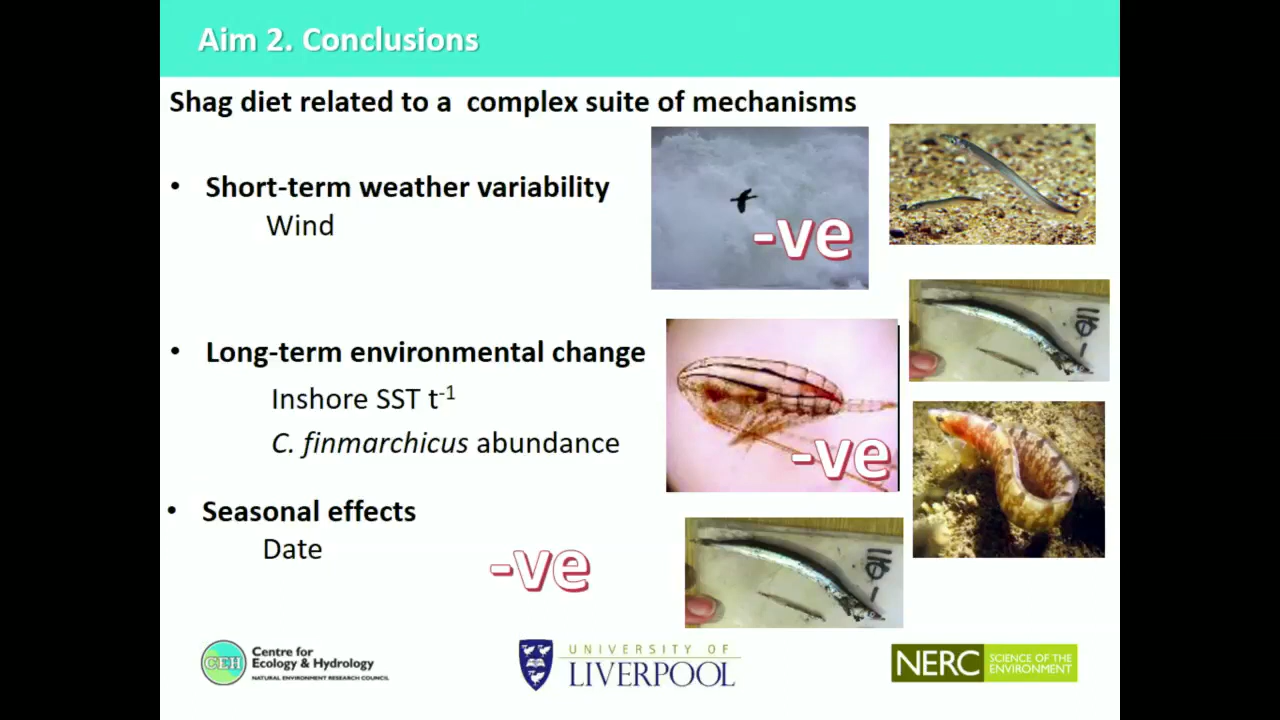 Aim 2. Conclusions
Shag diet related to a complex suite of mechanisms
• Short-term weather variability
Wind
-ve
• Long-term environmental change
Inshore SST t⁻¹
C. finmarchicus abundance
-ve
• Seasonal effects
Date
-ve
CEH
Centre for
Ecology & Hydrology
NATURAL ENVIRONMENT RESEARCH COUNCIL
UNIVERSITY OF
LIVERPOOL
NERC
SCIENCE OF THE
ENVIRONMENT